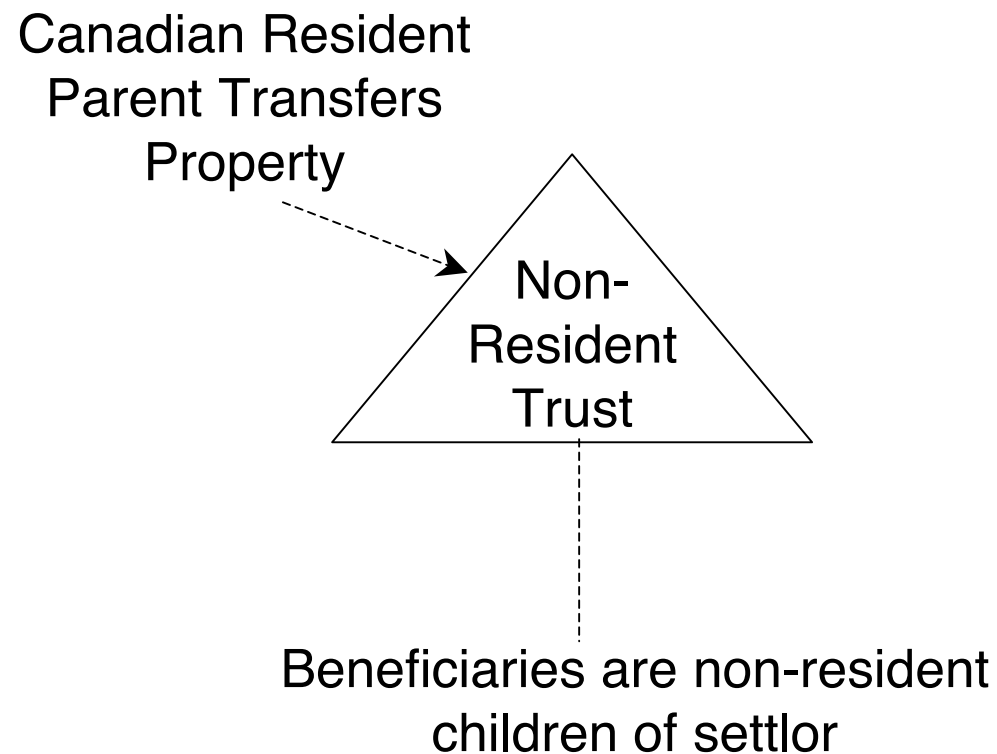 Canadian Resident
Parent Transfers
Property
Non-
Resident
Trust
Beneficiaries are non-resident
children of settlor